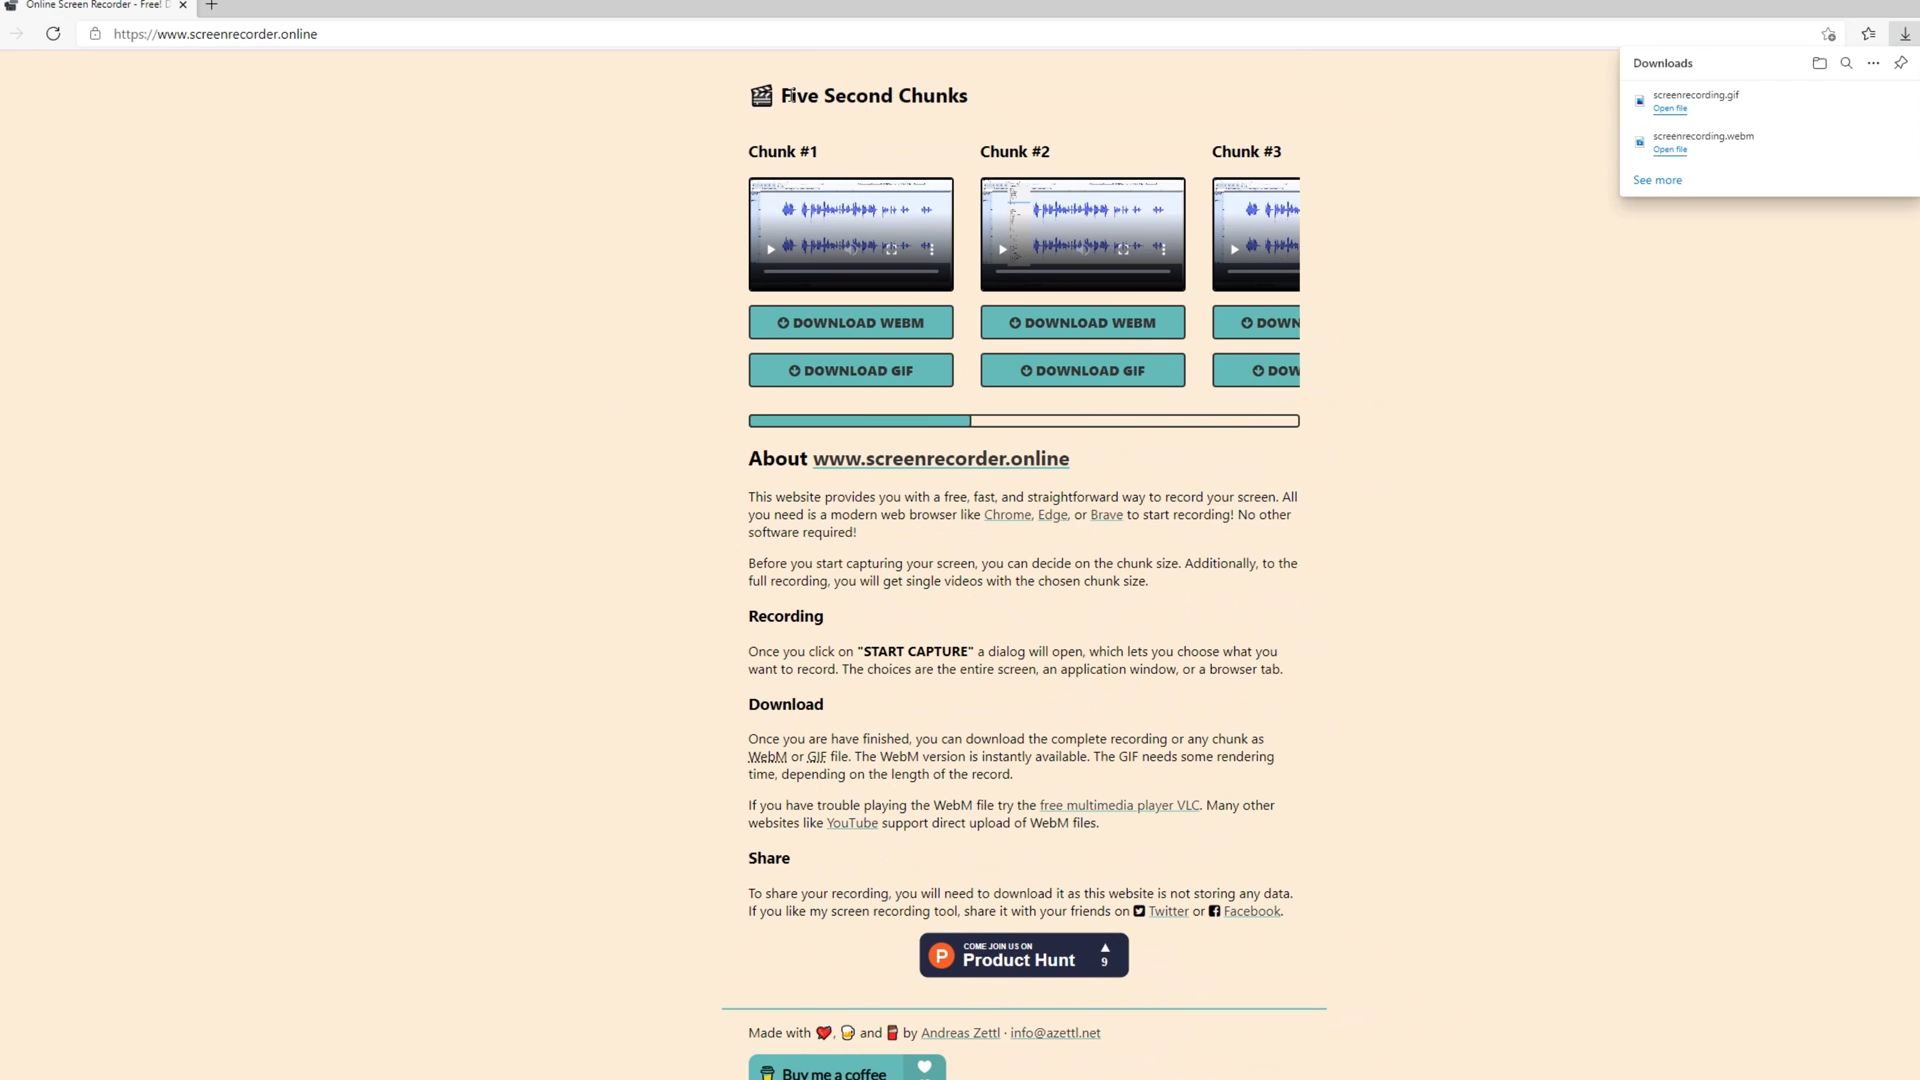 Online Screen Recorder - Free!
https://www.screenrecorder.online
Downloads
screenrecording.gif
Open file
screenrecording.webm
Open file
See more
Five Second Chunks
Chunk #1
Chunk #2
Chunk #3
DOWNLOAD WEBM
DOWNLOAD WEBM
DOWN
DOWNLOAD GIF
DOWNLOAD GIF
DOW
About www.screenrecorder.online
This website provides you with a free, fast, and straightforward way to record your screen. All
you need is a modern web browser like Chrome, Edge, or Brave to start recording! No other
software required!
Before you start capturing your screen, you can decide on the chunk size. Additionally, to the
full recording, you will get single videos with the chosen chunk size.
Recording
Once you click on "START CAPTURE" a dialog will open, which lets you choose what you
want to record. The choices are the entire screen, an application window, or a browser tab.
Download
Once you are have finished, you can download the complete recording or any chunk as
WebM or GIF file. The WebM version is instantly available. The GIF needs some rendering
time, depending on the length of the record.
If you have trouble playing the WebM file try the free multimedia player VLC. Many other
websites like YouTube support direct upload of WebM files.
Share
To share your recording, you will need to download it as this website is not storing any data.
If you like my screen recording tool, share it with your friends on Twitter or Facebook.
P
COME JOIN US ON
Product Hunt
9
Made with ❤️, 🍺 and 🍫 by Andreas Zettl · info@azettl.net
Buy me a coffee